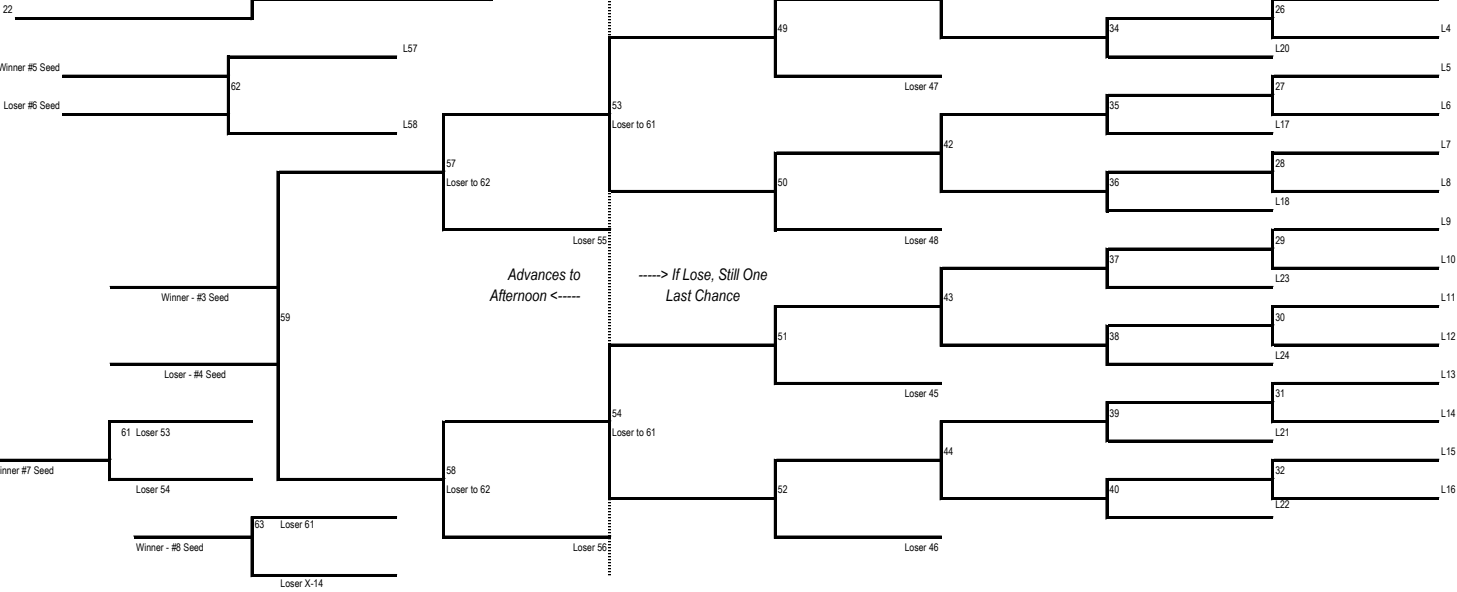 22
26
49
34
L4
L57
L20
Winner #5 Seed
L5
62
Loser 47
27
Loser #6 Seed
53
35
L6
L58
Loser to 61
L17
42
L7
57
28
Loser to 62
50
36
L8
L18
L9
Loser 55
Loser 48
29
37
L10
Advances to
Afternoon <-----
-----> If Lose, Still One
Last Chance
L23
Winner - #3 Seed
43
L11
59
30
51
38
L12
L24
Loser - #4 Seed
L13
Loser 45
31
54
39
L14
61 Loser 53
Loser to 61
L21
44
L15
inner #7 Seed
58
32
Loser 54
Loser to 62
52
40
L16
L22
63 Loser 61
Winner - #8 Seed
Loser 56
Loser 46
Loser X-14